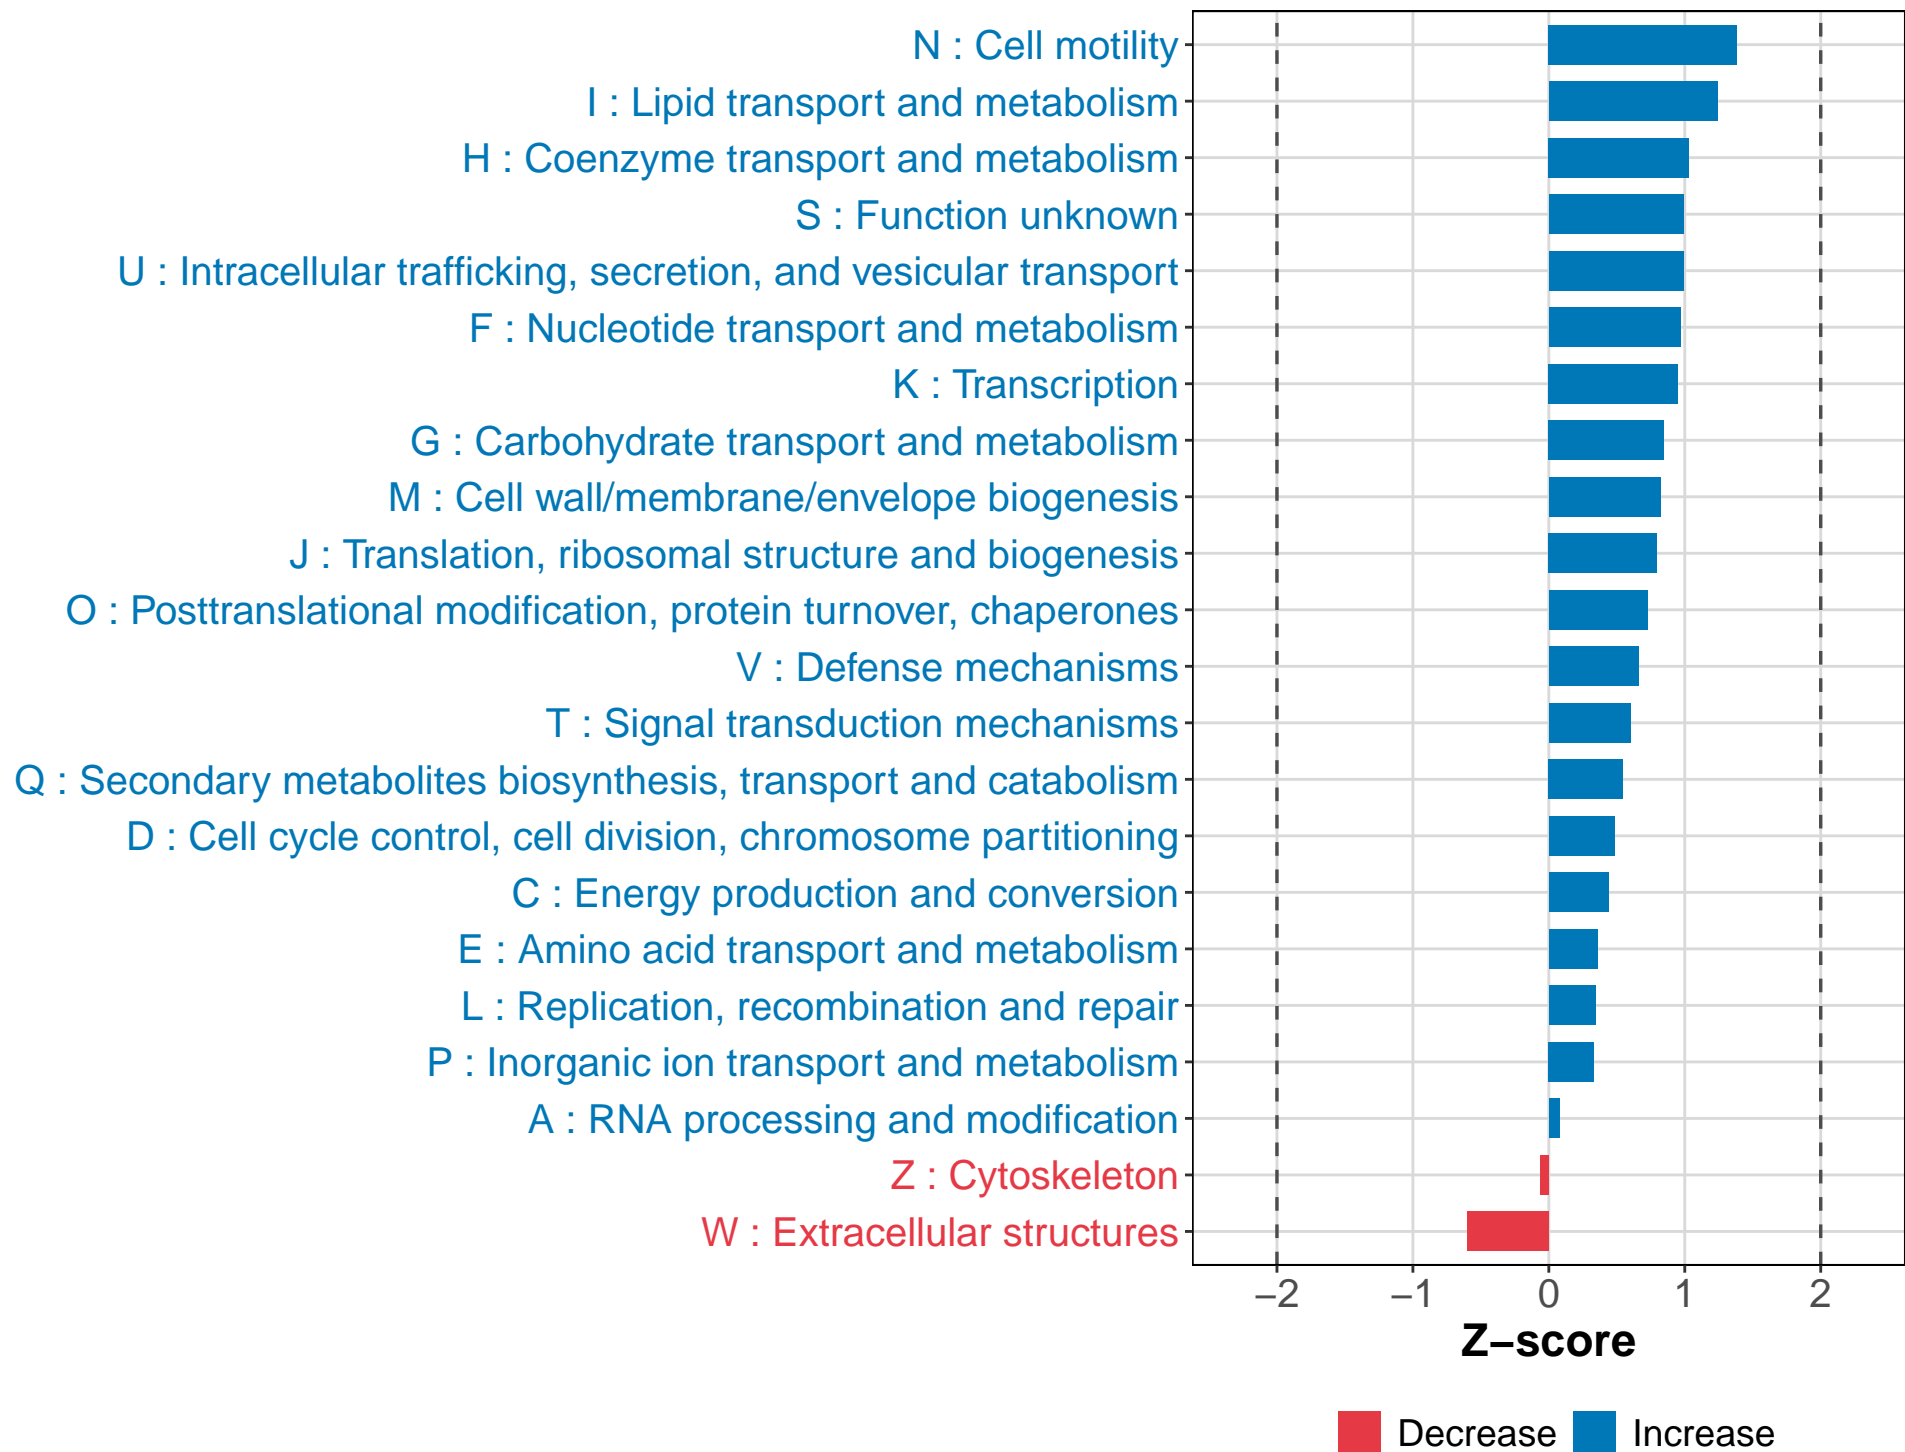 N : Cell motility
I : Lipid transport and metabolism
H : Coenzyme transport and metabolism
S : Function unknown
U : Intracellular trafficking, secretion, and vesicular transport
F : Nucleotide transport and metabolism
K : Transcription
G : Carbohydrate transport and metabolism
M : Cell wall/membrane/envelope biogenesis
J : Translation, ribosomal structure and biogenesis
O : Posttranslational modification, protein turnover, chaperones
V : Defense mechanisms
T : Signal transduction mechanisms
Q : Secondary metabolites biosynthesis, transport and catabolism
D : Cell cycle control, cell division, chromosome partitioning
C : Energy production and conversion
E : Amino acid transport and metabolism
L : Replication, recombination and repair
P : Inorganic ion transport and metabolism
A : RNA processing and modification
Z : Cytoskeleton
W : Extracellular structures
−2 −1 0 1 2
Z−score
Decrease Increase